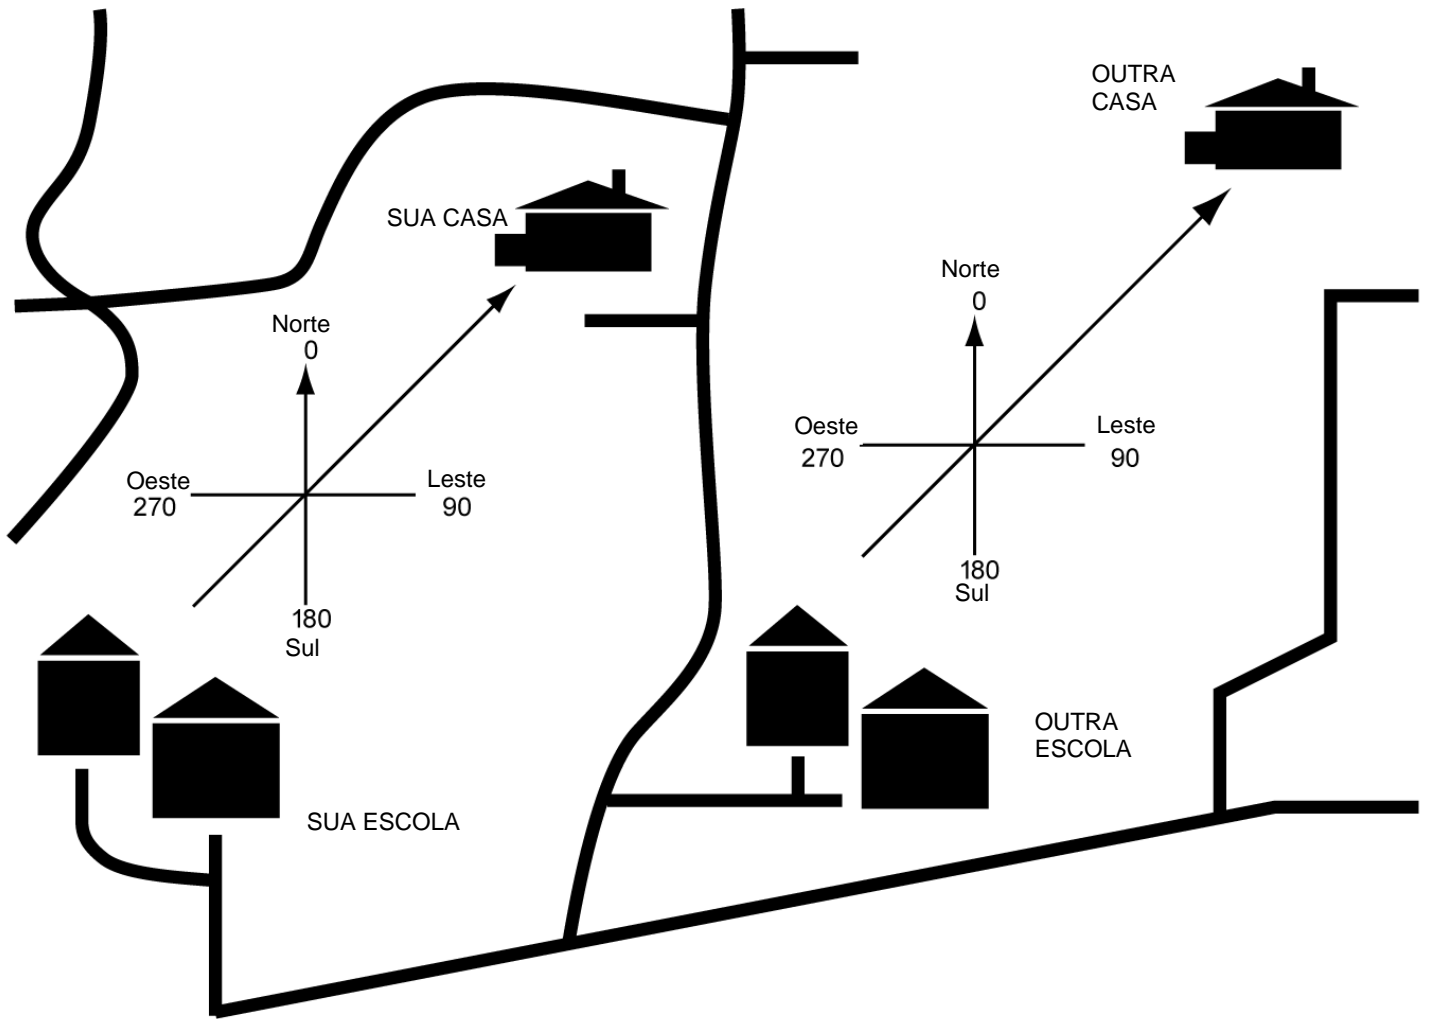 OUTRA
CASA
SUA CASA
Norte
0
Norte
0
Oeste
270
Leste
90
Oeste
270
Leste
90
180
Sul
180
Sul
OUTRA
ESCOLA
SUA ESCOLA